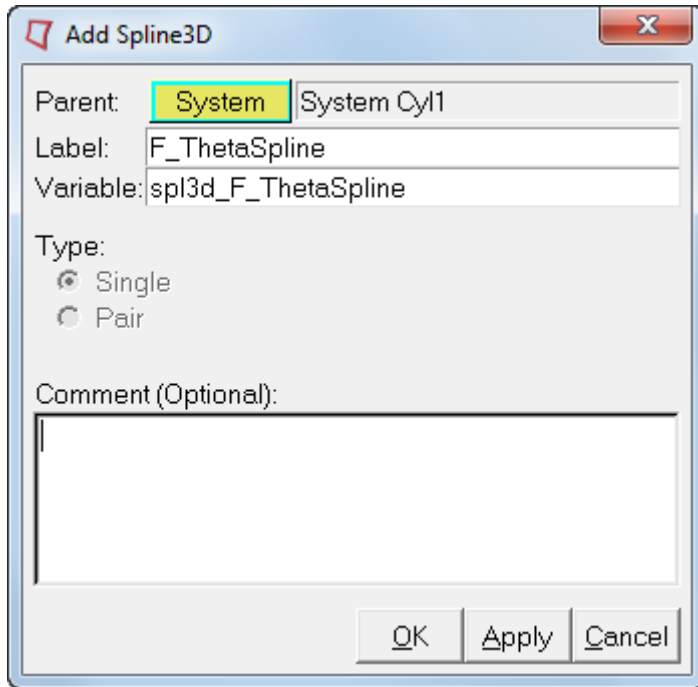 Add Spline3D
Parent: System System Cyl1
Label: F_ThetaSpline
Variable: spl3d_F_ThetaSpline
Type:
Single
Pair
Comment (Optional):
OK Apply Cancel